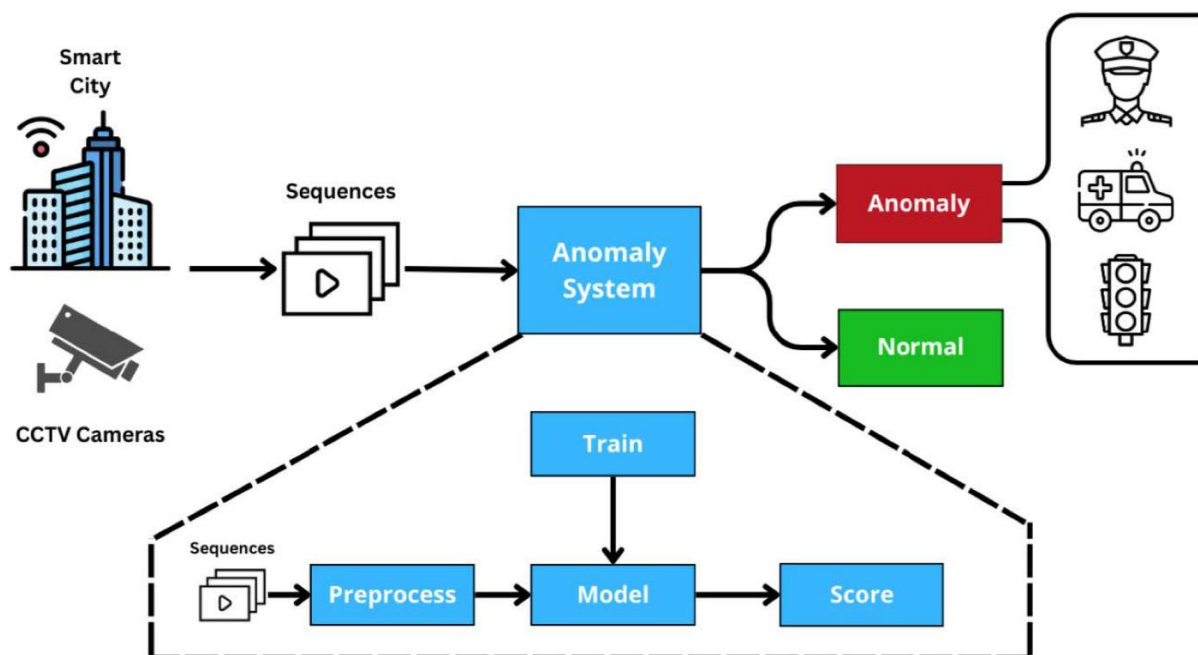 Smart
City
CCTV Cameras
Sequences
Anomaly
System
Anomaly
Normal
Train
Sequences
Preprocess
Model
Score